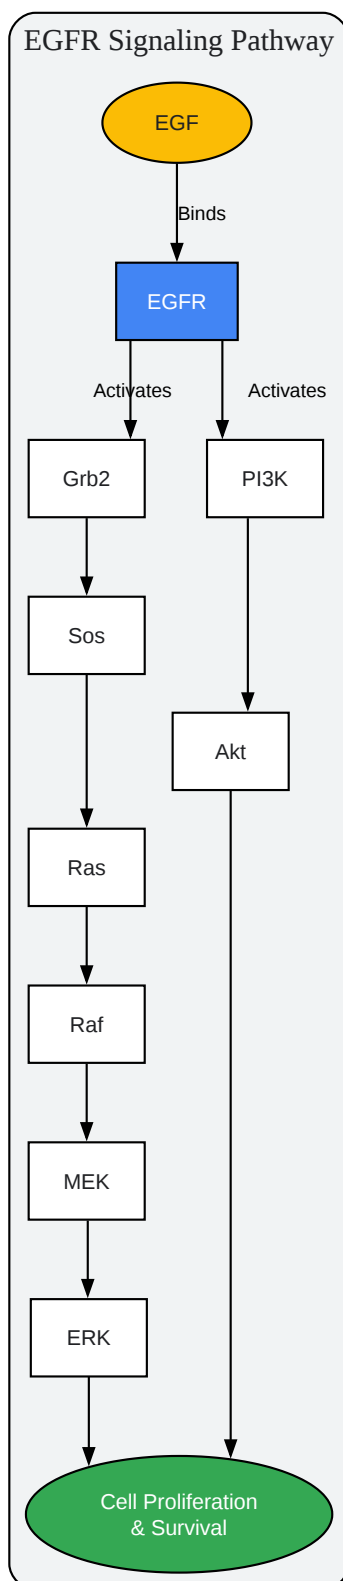 EGFR Signaling Pathway
EGF
Binds
EGFR
Activates
Activates
Grb2
PI3K
Sos
Akt
Ras
Raf
MEK
ERK
Cell Proliferation
& Survival